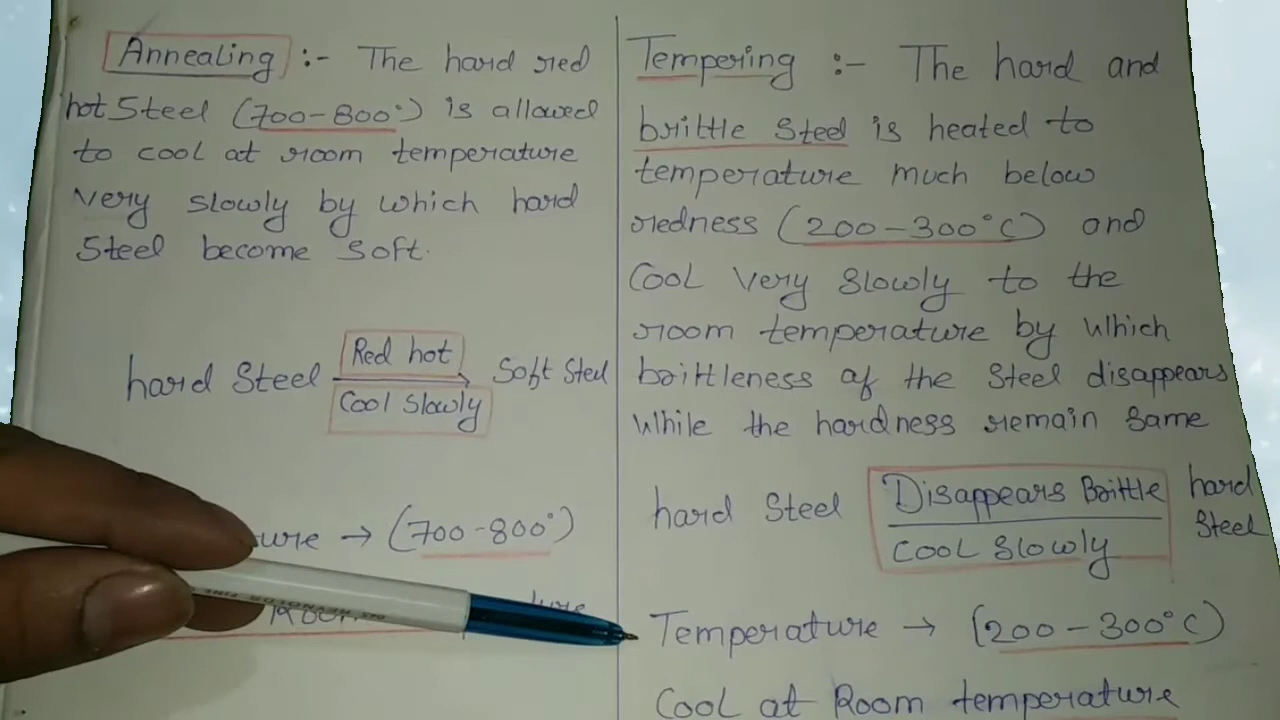 Annealing :- The hard red
hot Steel (700-800°) is allowed
to cool at room temperature
very slowly by which hard
Steel become soft.
hard Steel Red hot Soft Steel
Cool Slowly
ure → (700-800°)
Room ture
Tempering :- The hard and
brittle Steel is heated to
temperature much below
redness (200-300°C) and
Cool very slowly to the
room temperature by which
brittleness of the Steel disappears
While the hardness remain same
hard Steel Disappears Brittle hard Steel
Cool Slowly
Temperature → (200-300°C)
Cool at Room temperature